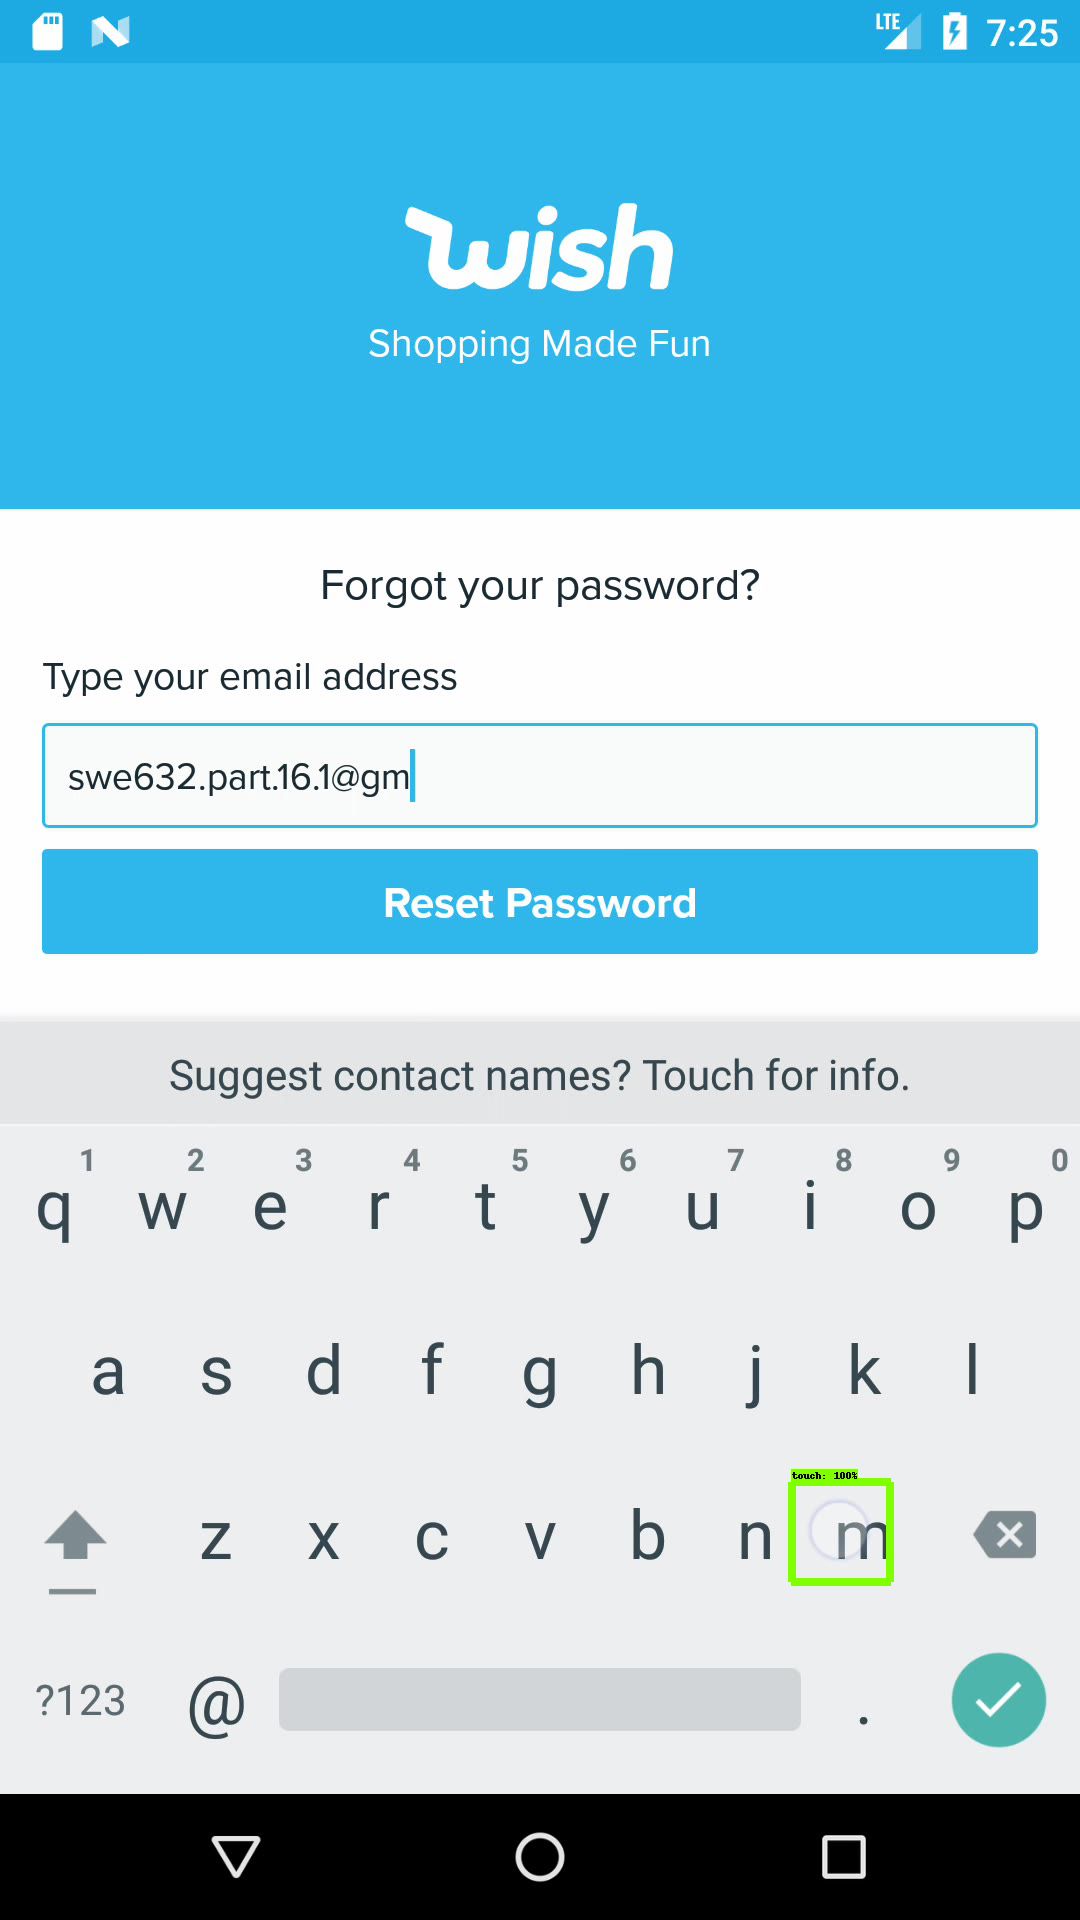 LTE 7:25
wish
Shopping Made Fun
Forgot your password?
Type your email address
swe632.part.16.1@gm
Reset Password
Suggest contact names? Touch for info.
1 2 3 4 5 6 7 8 9 0
q w e r t y u i o p
a s d f g h j k l
touch: 100%
z x c v b n m
?123 @ .